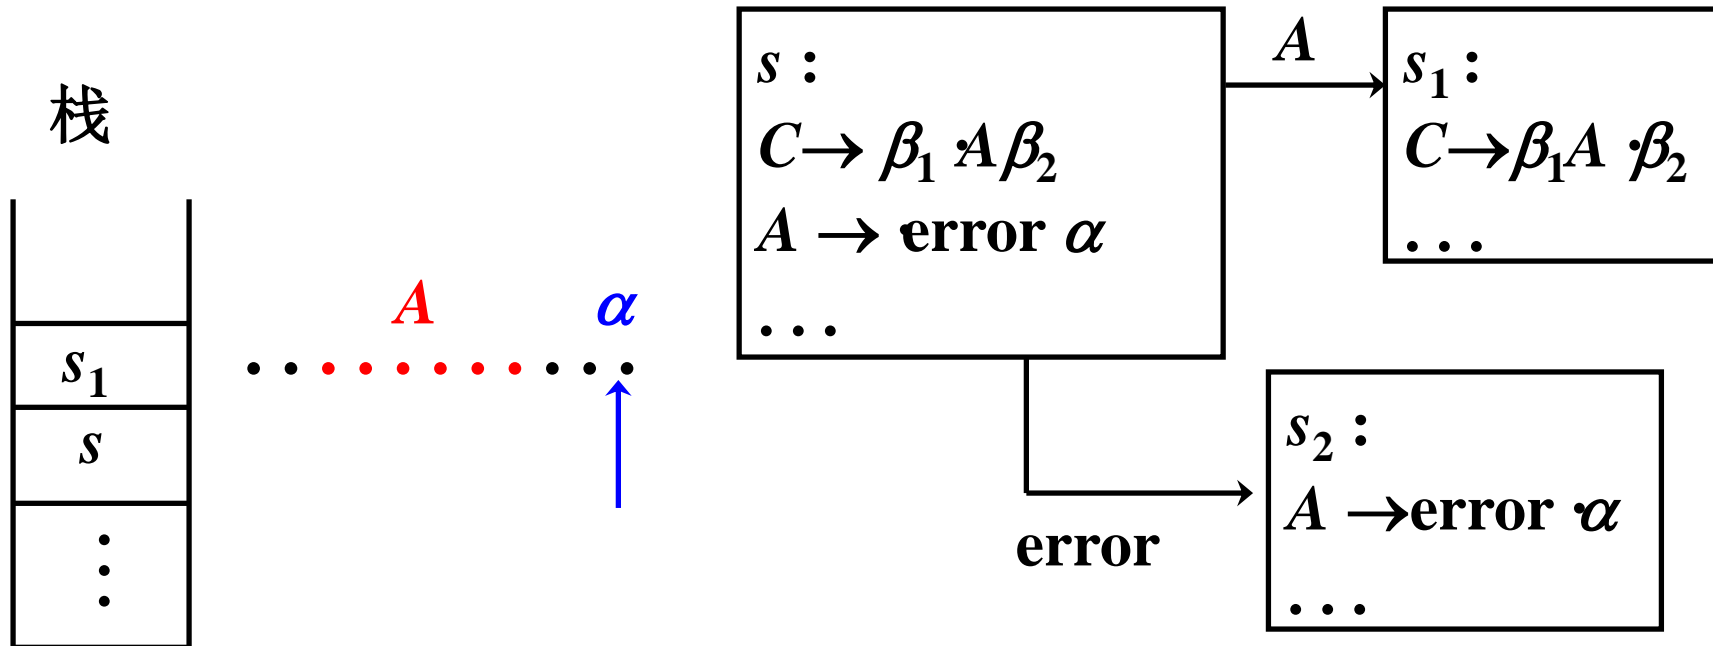 栈
s₁
s
⋮
A
α
s :
C→ β₁ ·Aβ₂
A → ·error α
. . .
A
s₁ :
C→β₁A ·β₂
. . .
error
s₂ :
A →error ·α
. . .